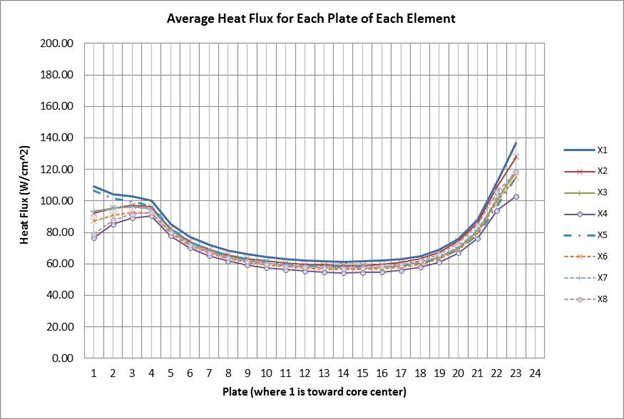 Average Heat Flux for Each Plate of Each Element
200.00
180.00
160.00
140.00
120.00
100.00
80.00
60.00
40.00
20.00
0.00
Heat Flux (W/cm^2)
1 2 3 4 5 6 7 8 9 10 11 12 13 14 15 16 17 18 19 20 21 22 23 24
Plate (where 1 is toward core center)
X1
X2
X3
X4
X5
X6
X7
X8